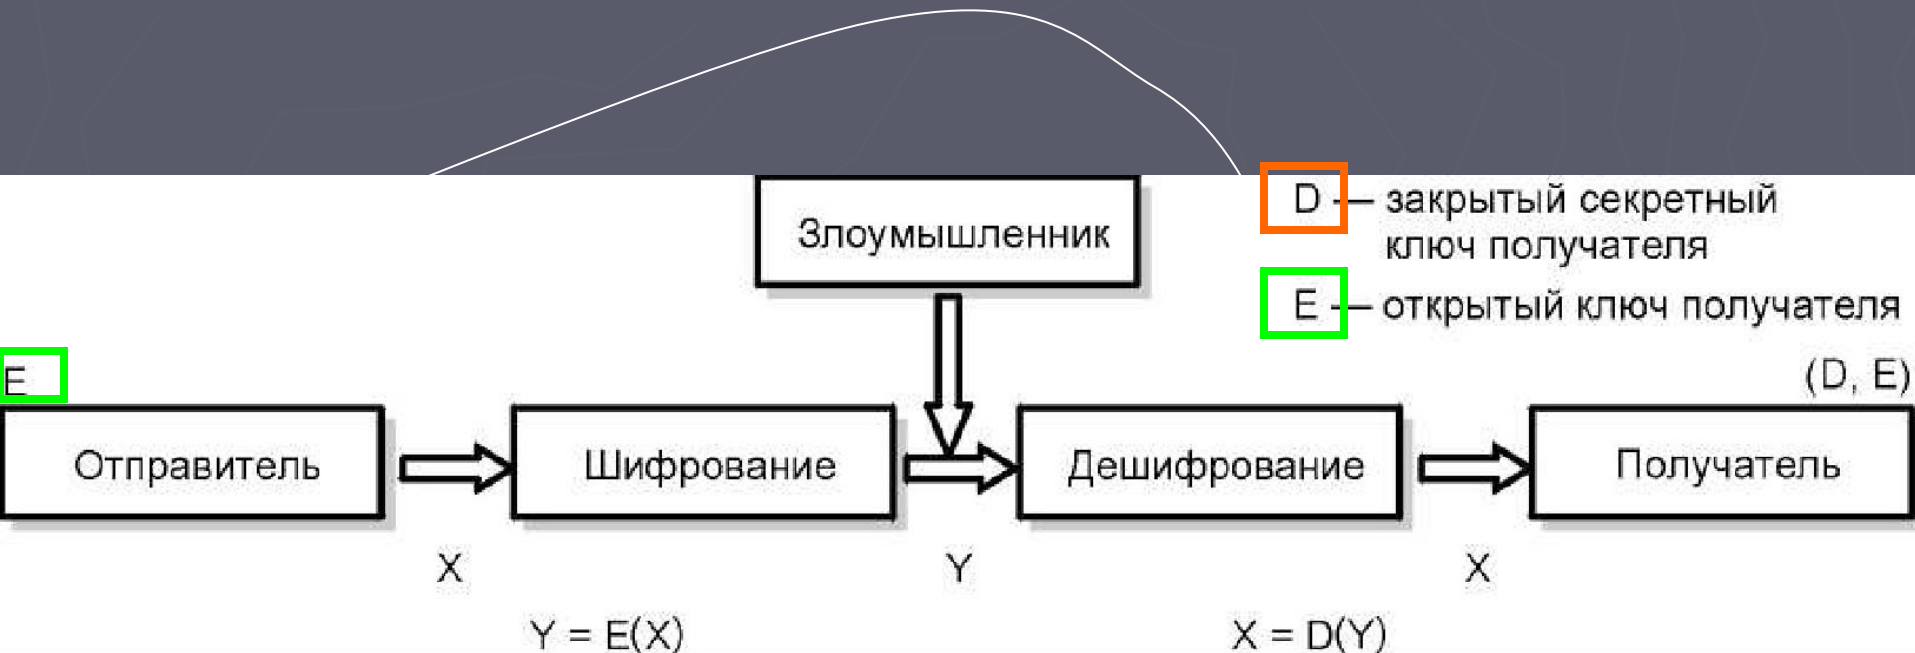 Злоумышленник
D — закрытый секретный
ключ получателя
E — открытый ключ получателя
E
(D, E)
Отправитель
Шифрование
Дешифрование
Получатель
X
Y
X
Y = E(X)
X = D(Y)